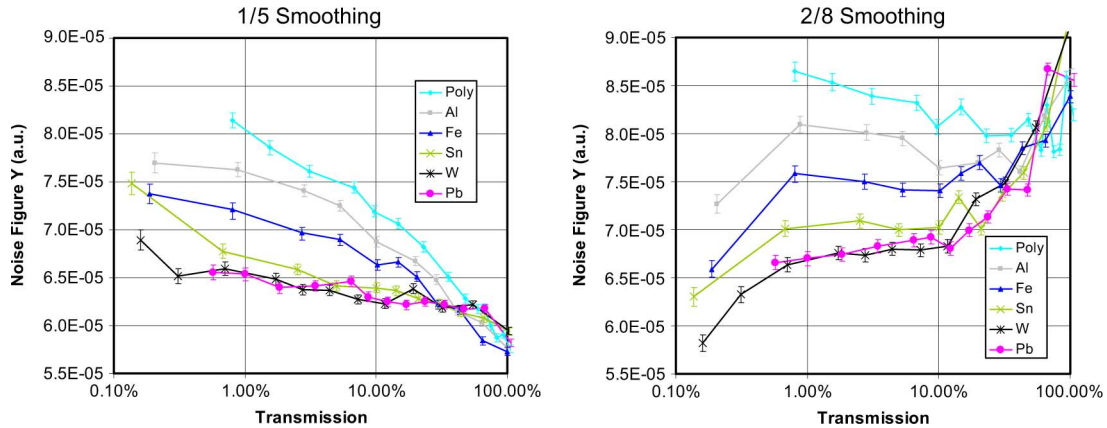 1/5 Smoothing
9.0E-05
8.5E-05
8.0E-05
7.5E-05
7.0E-05
6.5E-05
6.0E-05
5.5E-05
Noise Figure Y (a.u.)
Poly
Al
Fe
Sn
W
Pb
0.10%
1.00%
10.00%
100.00%
Transmission
2/8 Smoothing
9.0E-05
8.5E-05
8.0E-05
7.5E-05
7.0E-05
6.5E-05
6.0E-05
5.5E-05
Noise Figure Y (a.u.)
Poly
Al
Fe
Sn
W
Pb
0.10%
1.00%
10.00%
100.00%
Transmission